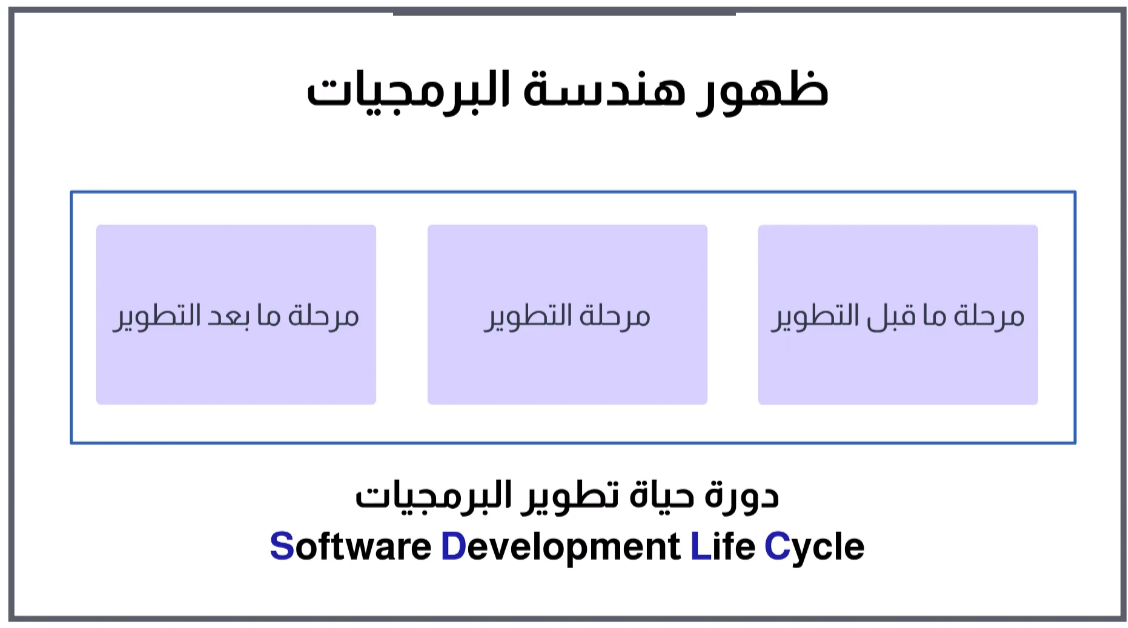 ظهور هندسة البرمجيات
مرحلة ما قبل التطوير
مرحلة التطوير
مرحلة ما بعد التطوير
دورة حياة تطوير البرمجيات
Software Development Life Cycle